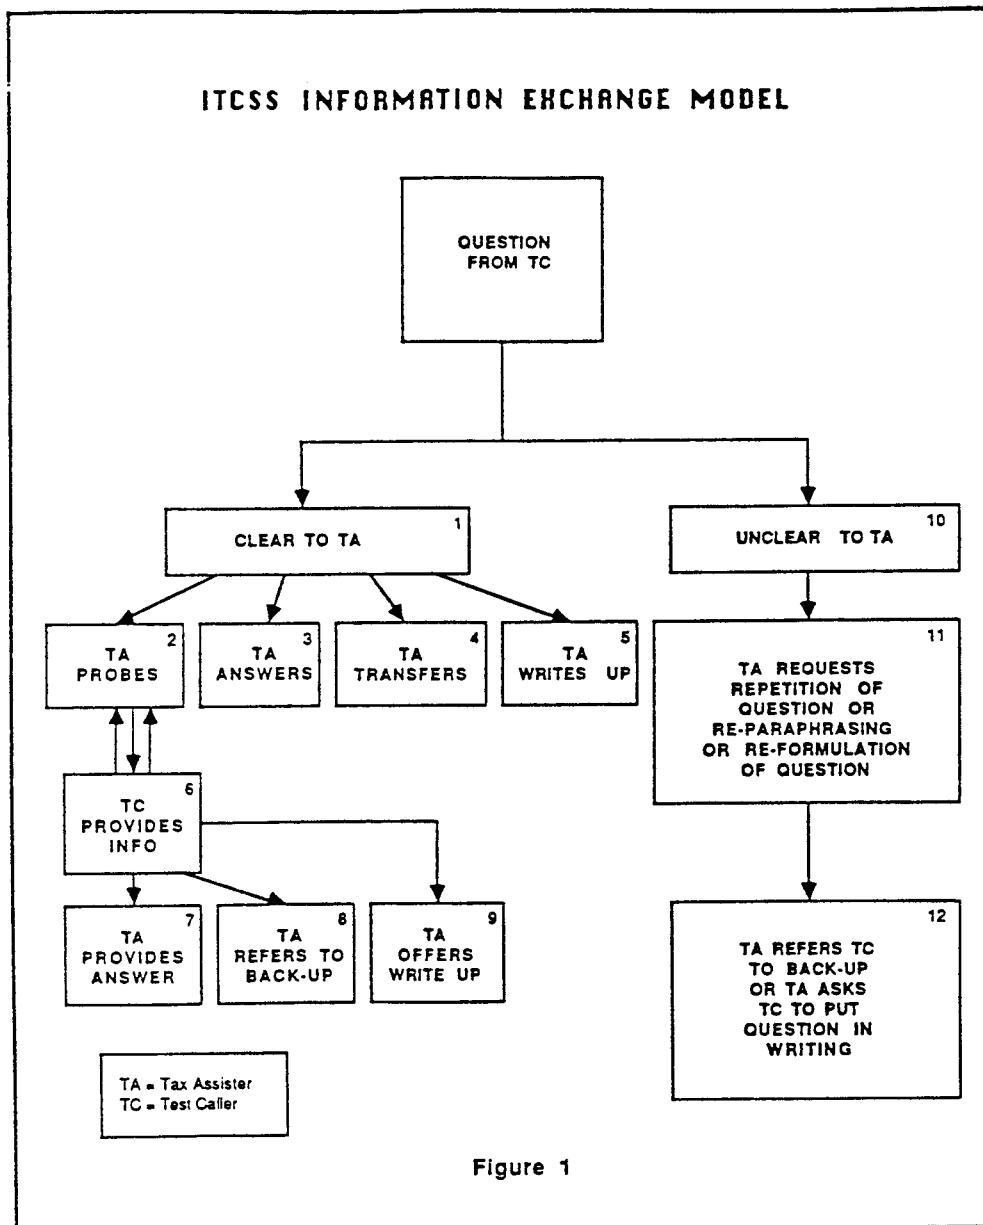 ITCSS INFORMATION EXCHANGE MODEL
QUESTION
FROM TC
1
CLEAR TO TA
10
UNCLEAR TO TA
2
TA
PROBES
3
TA
ANSWERS
4
TA
TRANSFERS
5
TA
WRITES UP
11
TA REQUESTS
REPETITION OF
QUESTION OR
RE-PARAPHRASING
OR RE-FORMULATION
OF QUESTION
6
TC
PROVIDES
INFO
7
TA
PROVIDES
ANSWER
8
TA
REFERS TO
BACK-UP
9
TA
OFFERS
WRITE UP
12
TA REFERS TC
TO BACK-UP
OR TA ASKS
TC TO PUT
QUESTION IN
WRITING
TA = Tax Assister
TC = Test Caller
Figure 1